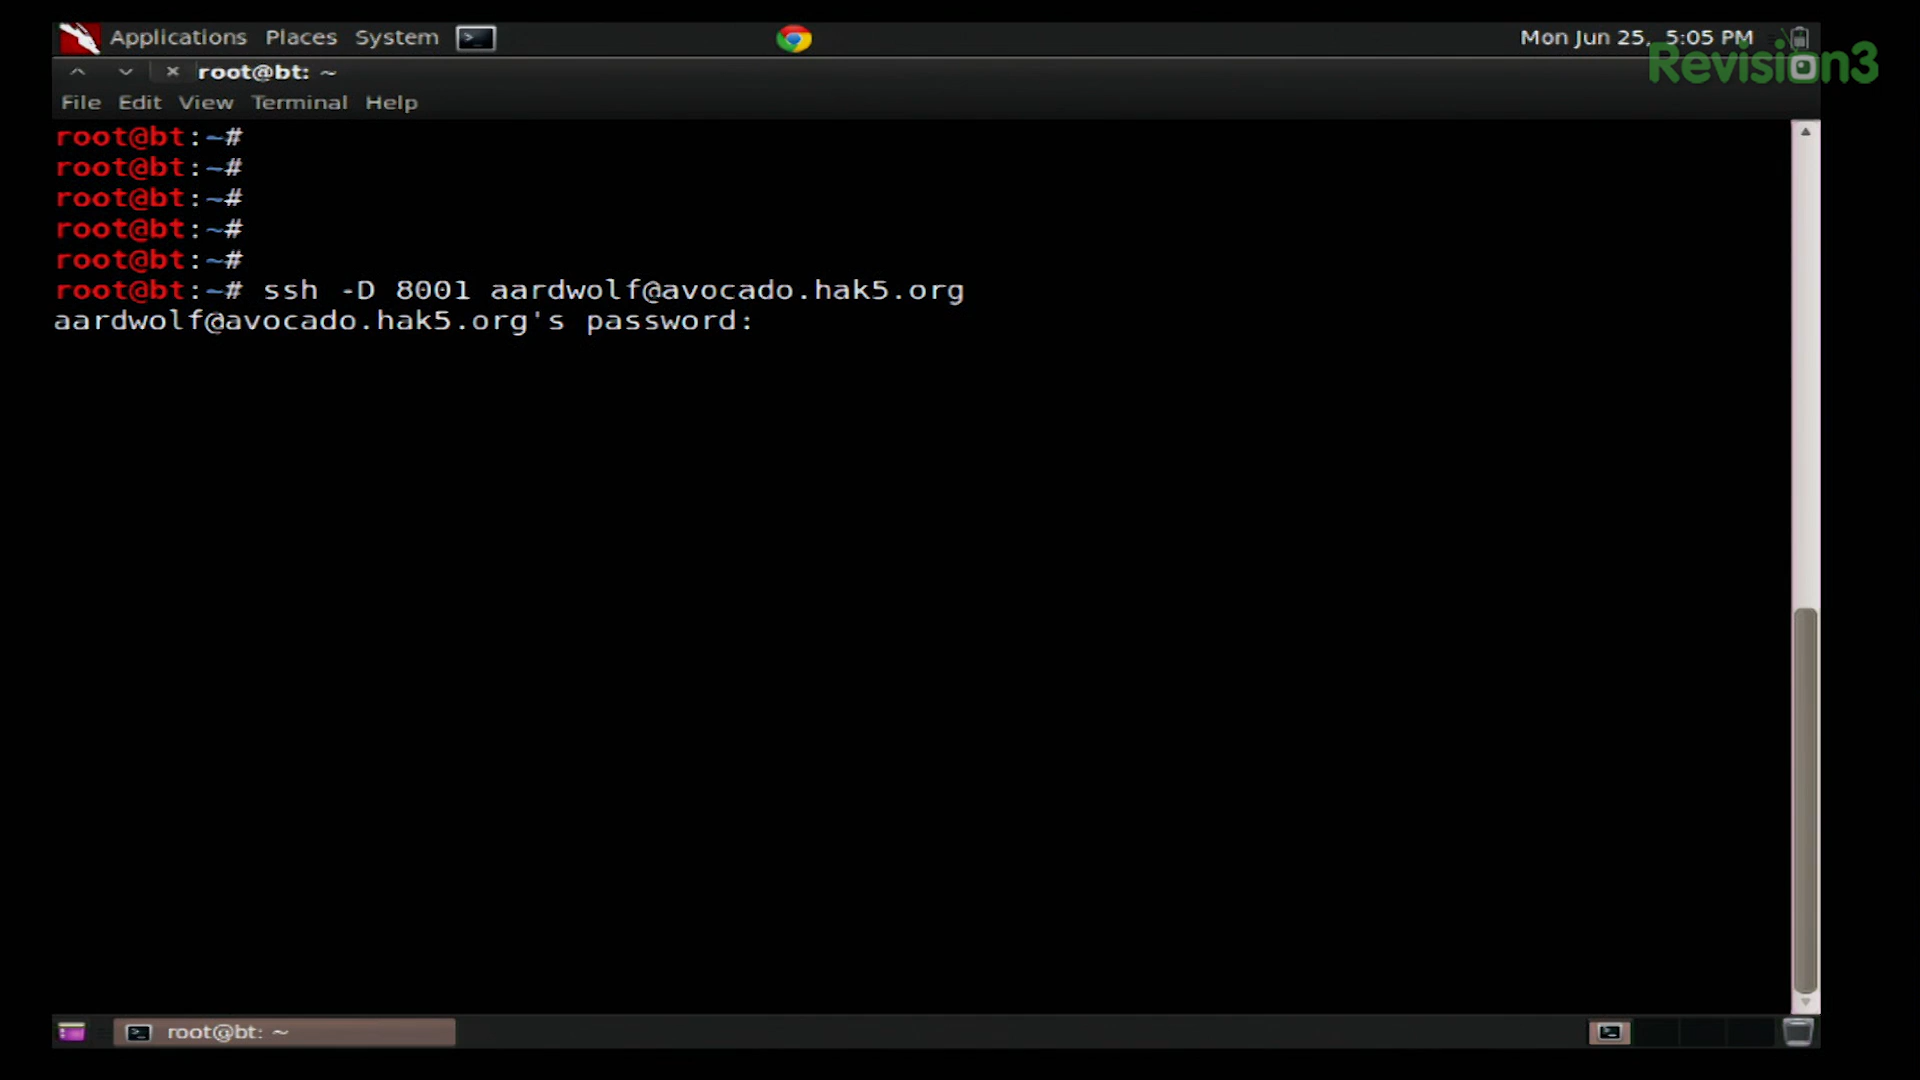 Applications Places System
Mon Jun 25, 5:05 PM
Revision3
root@bt: ~
File Edit View Terminal Help
root@bt:~#
root@bt:~#
root@bt:~#
root@bt:~#
root@bt:~#
root@bt:~# ssh -D 8001 aardwolf@avocado.hak5.org
aardwolf@avocado.hak5.org's password:
root@bt: ~